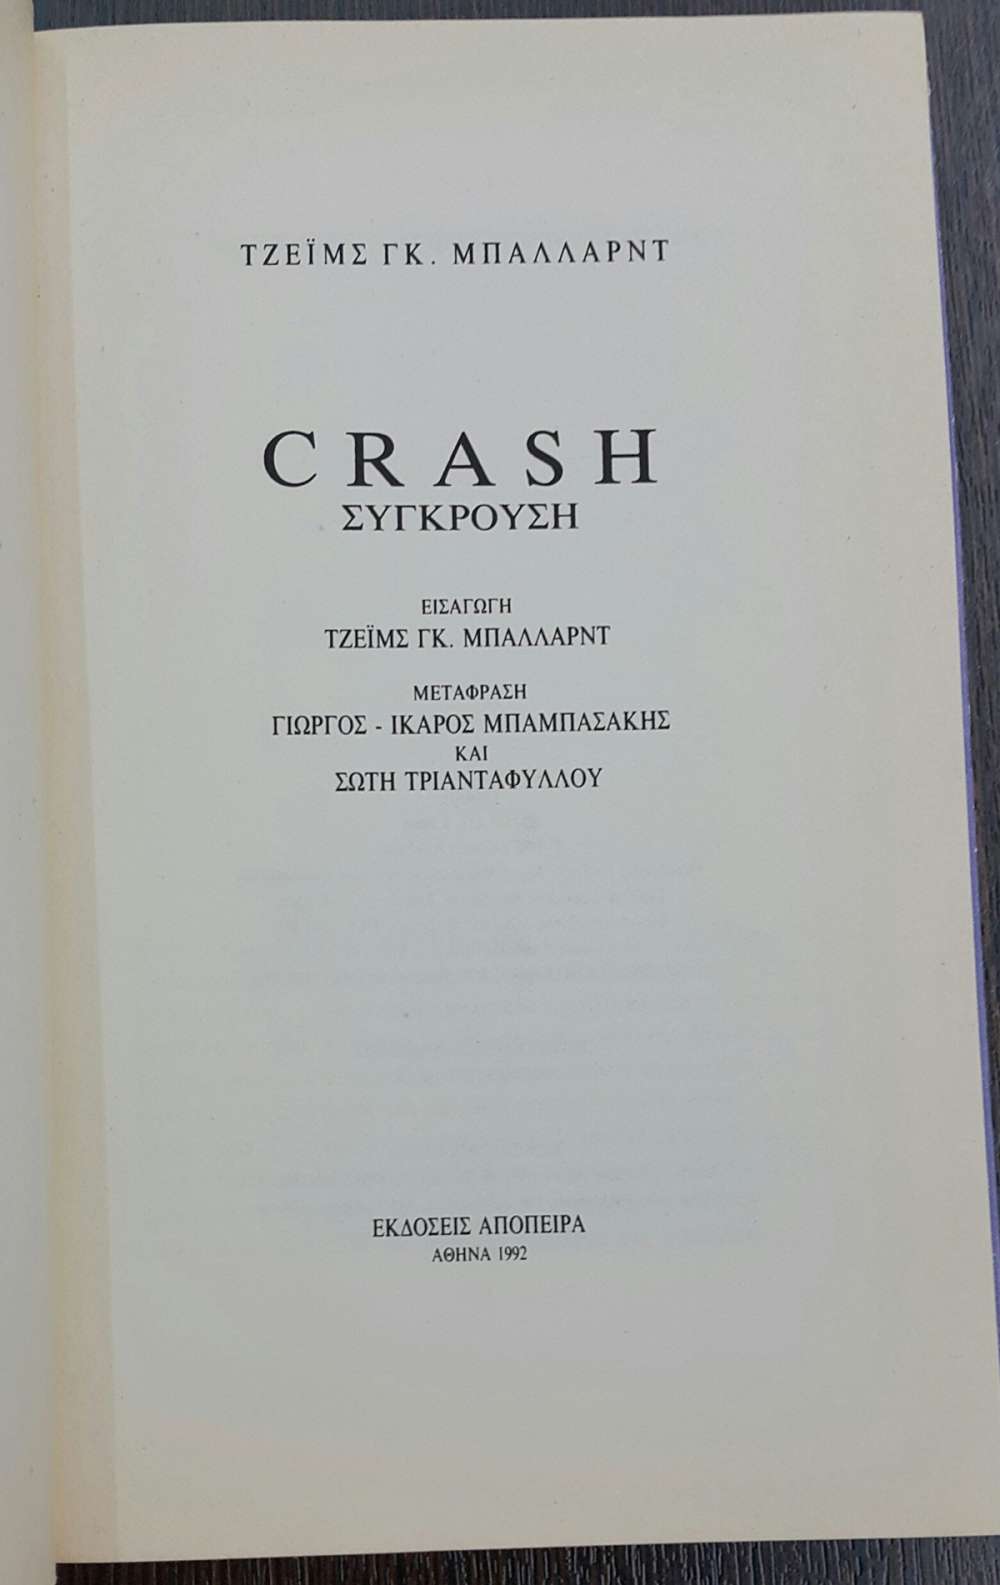 ΤΖΕΪΜΣ ΓΚ. ΜΠΑΛΛΑΡΝΤ
CRASH
ΣΥΓΚΡΟΥΣΗ
ΕΙΣΑΓΩΓΗ
ΤΖΕΪΜΣ ΓΚ. ΜΠΑΛΛΑΡΝΤ
ΜΕΤΑΦΡΑΣΗ
ΓΙΩΡΓΟΣ - ΙΚΑΡΟΣ ΜΠΑΜΠΑΣΑΚΗΣ
ΚΑΙ
ΣΩΤΗ ΤΡΙΑΝΤΑΦΥΛΛΟΥ
ΕΚΔΟΣΕΙΣ ΑΠΟΠΕΙΡΑ
ΑΘΗΝΑ 1992